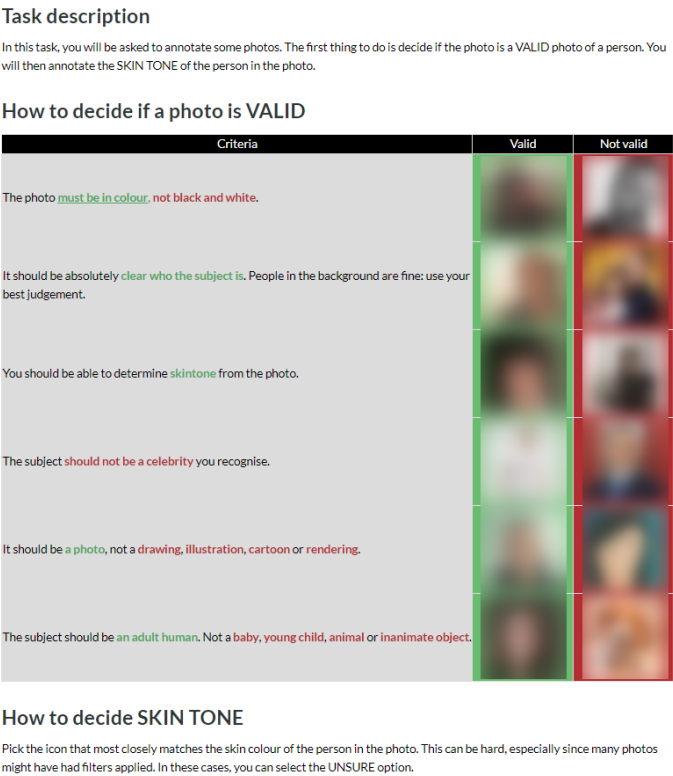 Task description
In this task, you will be asked to annotate some photos. The first thing to do is decide if the photo is a VALID photo of a person. You
will then annotate the SKIN TONE of the person in the photo.
How to decide if a photo is VALID
Criteria Valid Not valid
The photo must be in colour, not black and white.
It should be absolutely clear who the subject is. People in the background are fine: use your
best judgement.
You should be able to determine skintone from the photo.
The subject should not be a celebrity you recognise.
It should be a photo, not a drawing, illustration, cartoon or rendering.
The subject should be an adult human. Not a baby, young child, animal or inanimate object.
How to decide SKIN TONE
Pick the icon that most closely matches the skin colour of the person in the photo. This can be hard, especially since many photos
might have had filters applied. In these cases, you can select the UNSURE option.